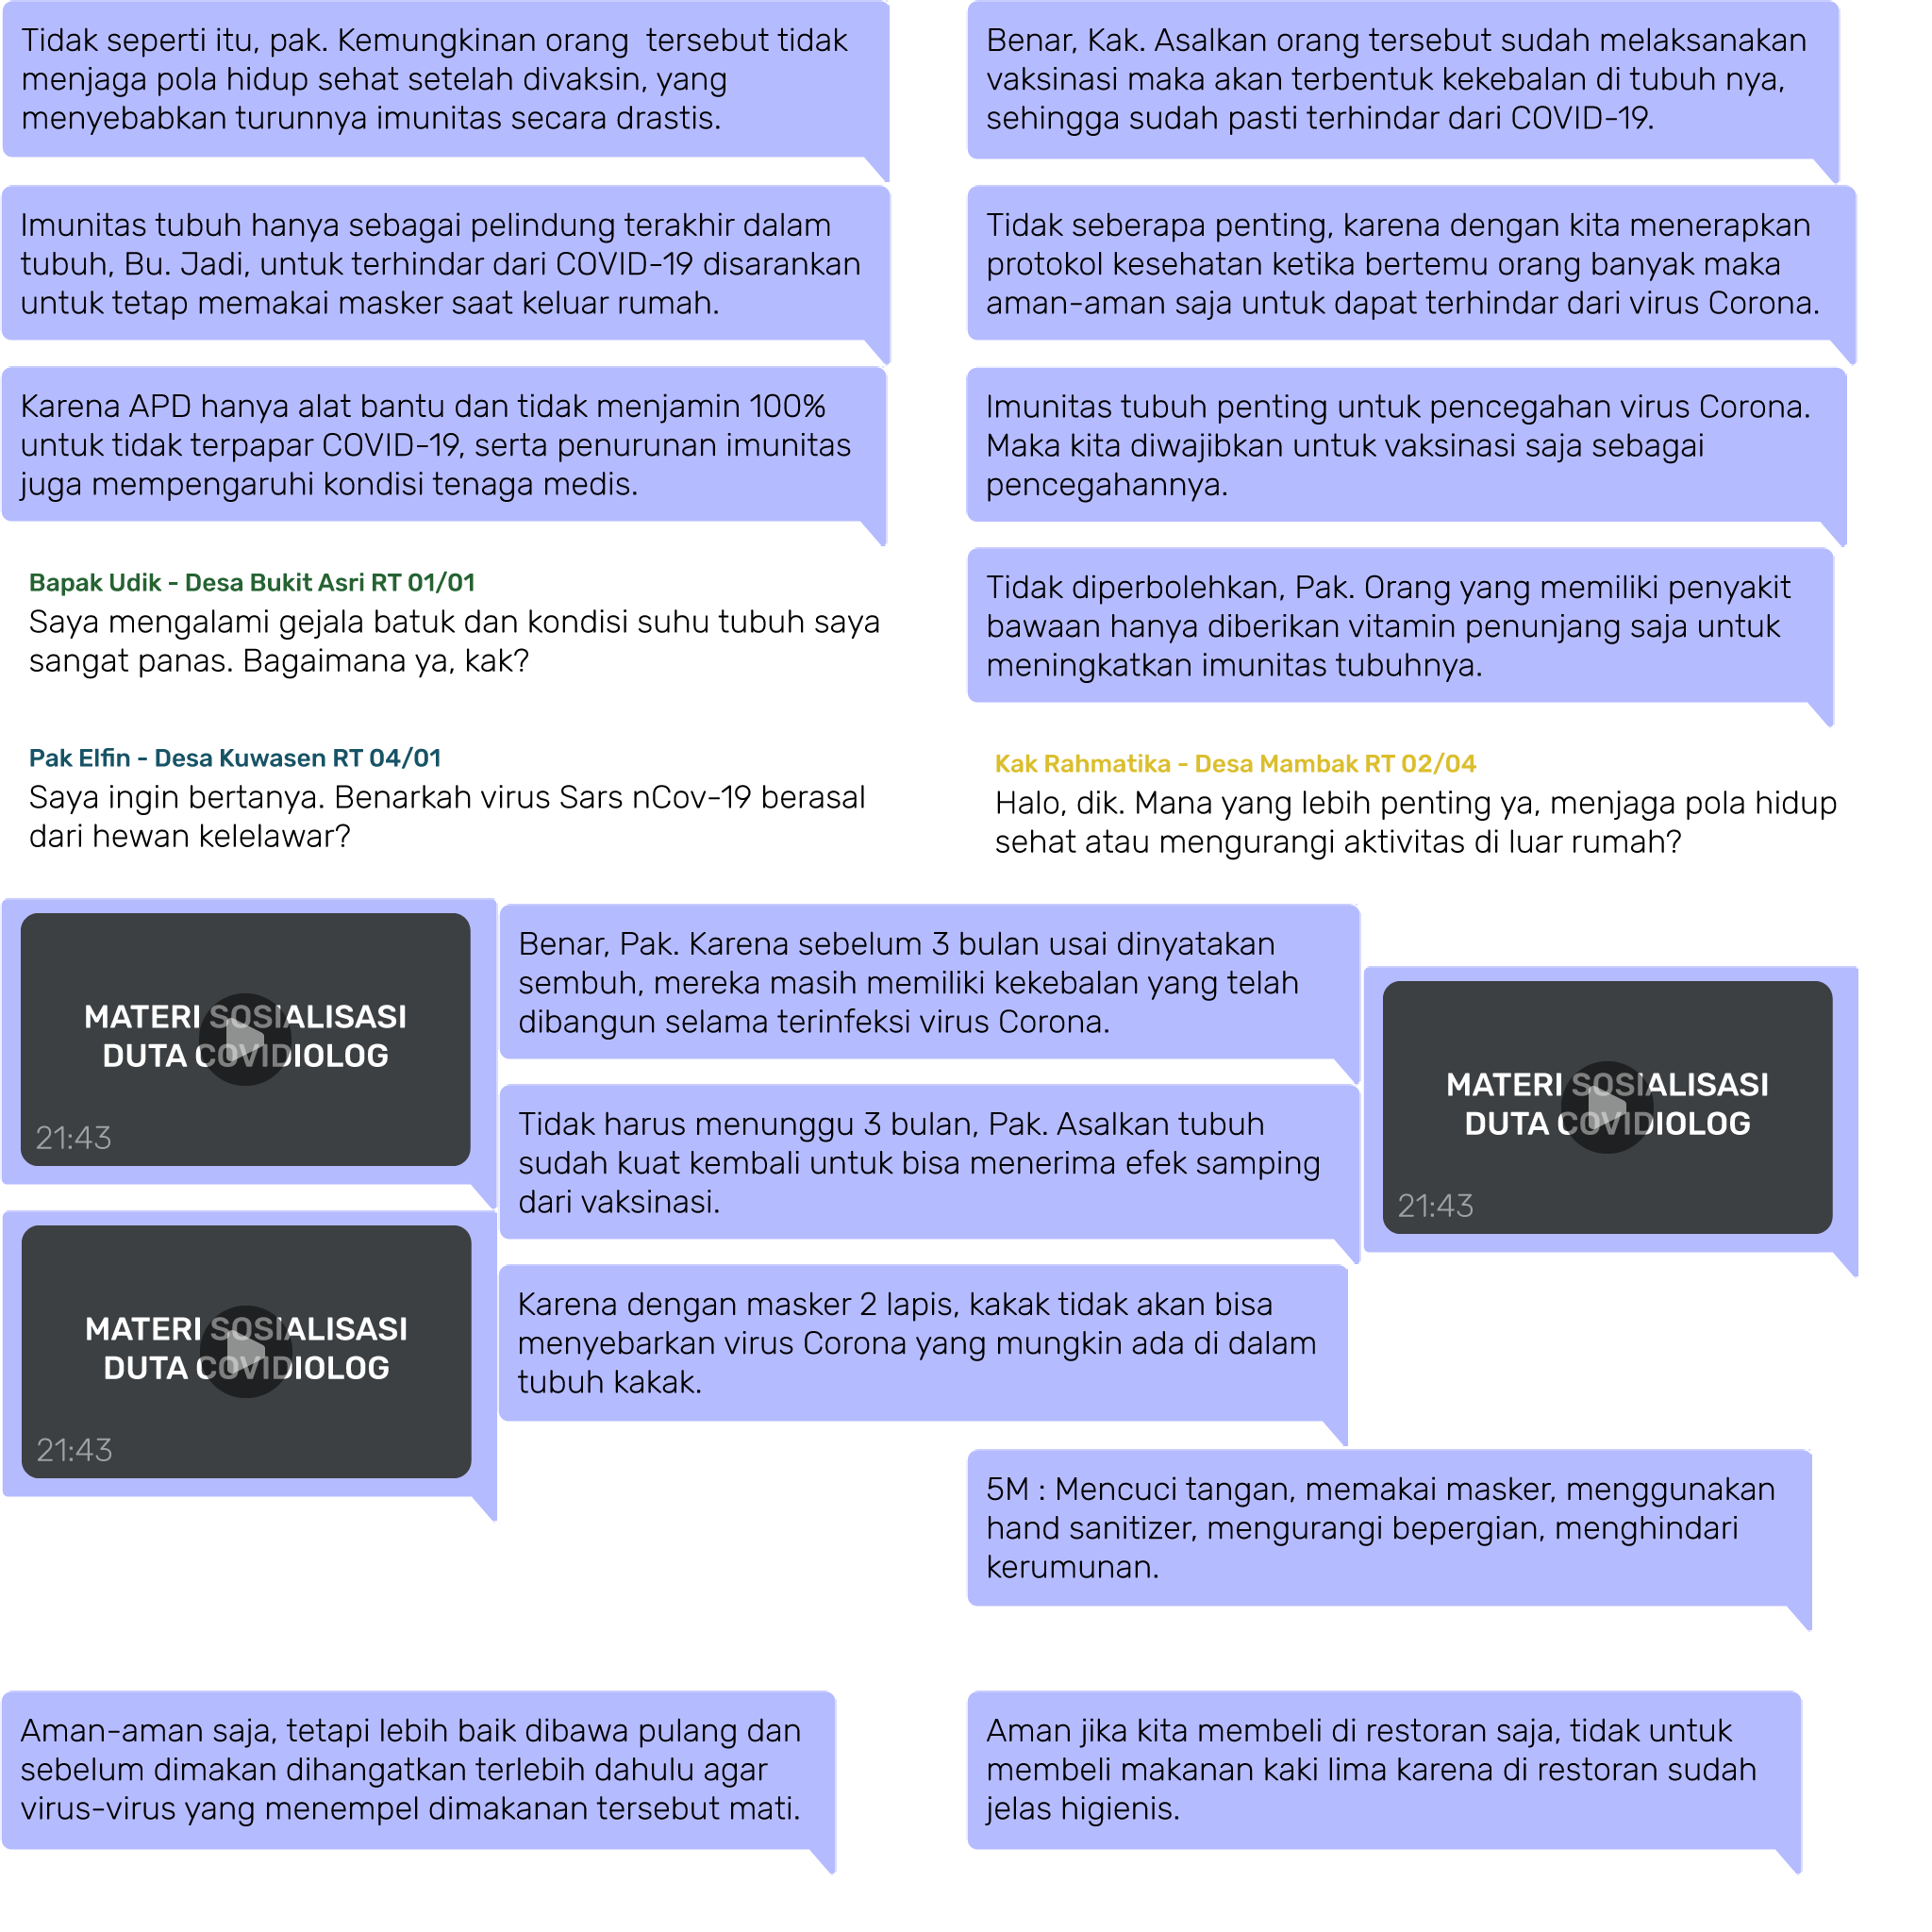 Tidak seperti itu, pak. Kemungkinan orang tersebut tidak
menjaga pola hidup sehat setelah divaksin, yang
menyebabkan turunnya imunitas secara drastis.
Benar, Kak. Asalkan orang tersebut sudah melaksanakan
vaksinasi maka akan terbentuk kekebalan di tubuh nya,
sehingga sudah pasti terhindar dari COVID-19.
Imunitas tubuh hanya sebagai pelindung terakhir dalam
tubuh, Bu. Jadi, untuk terhindar dari COVID-19 disarankan
untuk tetap memakai masker saat keluar rumah.
Tidak seberapa penting, karena dengan kita menerapkan
protokol kesehatan ketika bertemu orang banyak maka
aman-aman saja untuk dapat terhindar dari virus Corona.
Karena APD hanya alat bantu dan tidak menjamin 100%
untuk tidak terpapar COVID-19, serta penurunan imunitas
juga mempengaruhi kondisi tenaga medis.
Imunitas tubuh penting untuk pencegahan virus Corona.
Maka kita diwajibkan untuk vaksinasi saja sebagai
pencegahannya.
Bapak Udik - Desa Bukit Asri RT 01/01
Saya mengalami gejala batuk dan kondisi suhu tubuh saya
sangat panas. Bagaimana ya, kak?
Tidak diperbolehkan, Pak. Orang yang memiliki penyakit
bawaan hanya diberikan vitamin penunjang saja untuk
meningkatkan imunitas tubuhnya.
Pak Elfin - Desa Kuwasen RT 04/01
Saya ingin bertanya. Benarkah virus Sars nCov-19 berasal
dari hewan kelelawar?
Kak Rahmatika - Desa Mambak RT 02/04
Halo, dik. Mana yang lebih penting ya, menjaga pola hidup
sehat atau mengurangi aktivitas di luar rumah?
MATERI SOSIALISASI
DUTA COVIDIOLOG
21:43
Benar, Pak. Karena sebelum 3 bulan usai dinyatakan
sembuh, mereka masih memiliki kekebalan yang telah
dibangun selama terinfeksi virus Corona.
MATERI SOSIALISASI
DUTA COVIDIOLOG
21:43
Tidak harus menunggu 3 bulan, Pak. Asalkan tubuh
sudah kuat kembali untuk bisa menerima efek samping
dari vaksinasi.
MATERI SOSIALISASI
DUTA COVIDIOLOG
21:43
Karena dengan masker 2 lapis, kakak tidak akan bisa
menyebarkan virus Corona yang mungkin ada di dalam
tubuh kakak.
5M : Mencuci tangan, memakai masker, menggunakan
hand sanitizer, mengurangi bepergian, menghindari
kerumunan.
Aman-aman saja, tetapi lebih baik dibawa pulang dan
sebelum dimakan dihangatkan terlebih dahulu agar
virus-virus yang menempel dimakanan tersebut mati.
Aman jika kita membeli di restoran saja, tidak untuk
membeli makanan kaki lima karena di restoran sudah
jelas higienis.